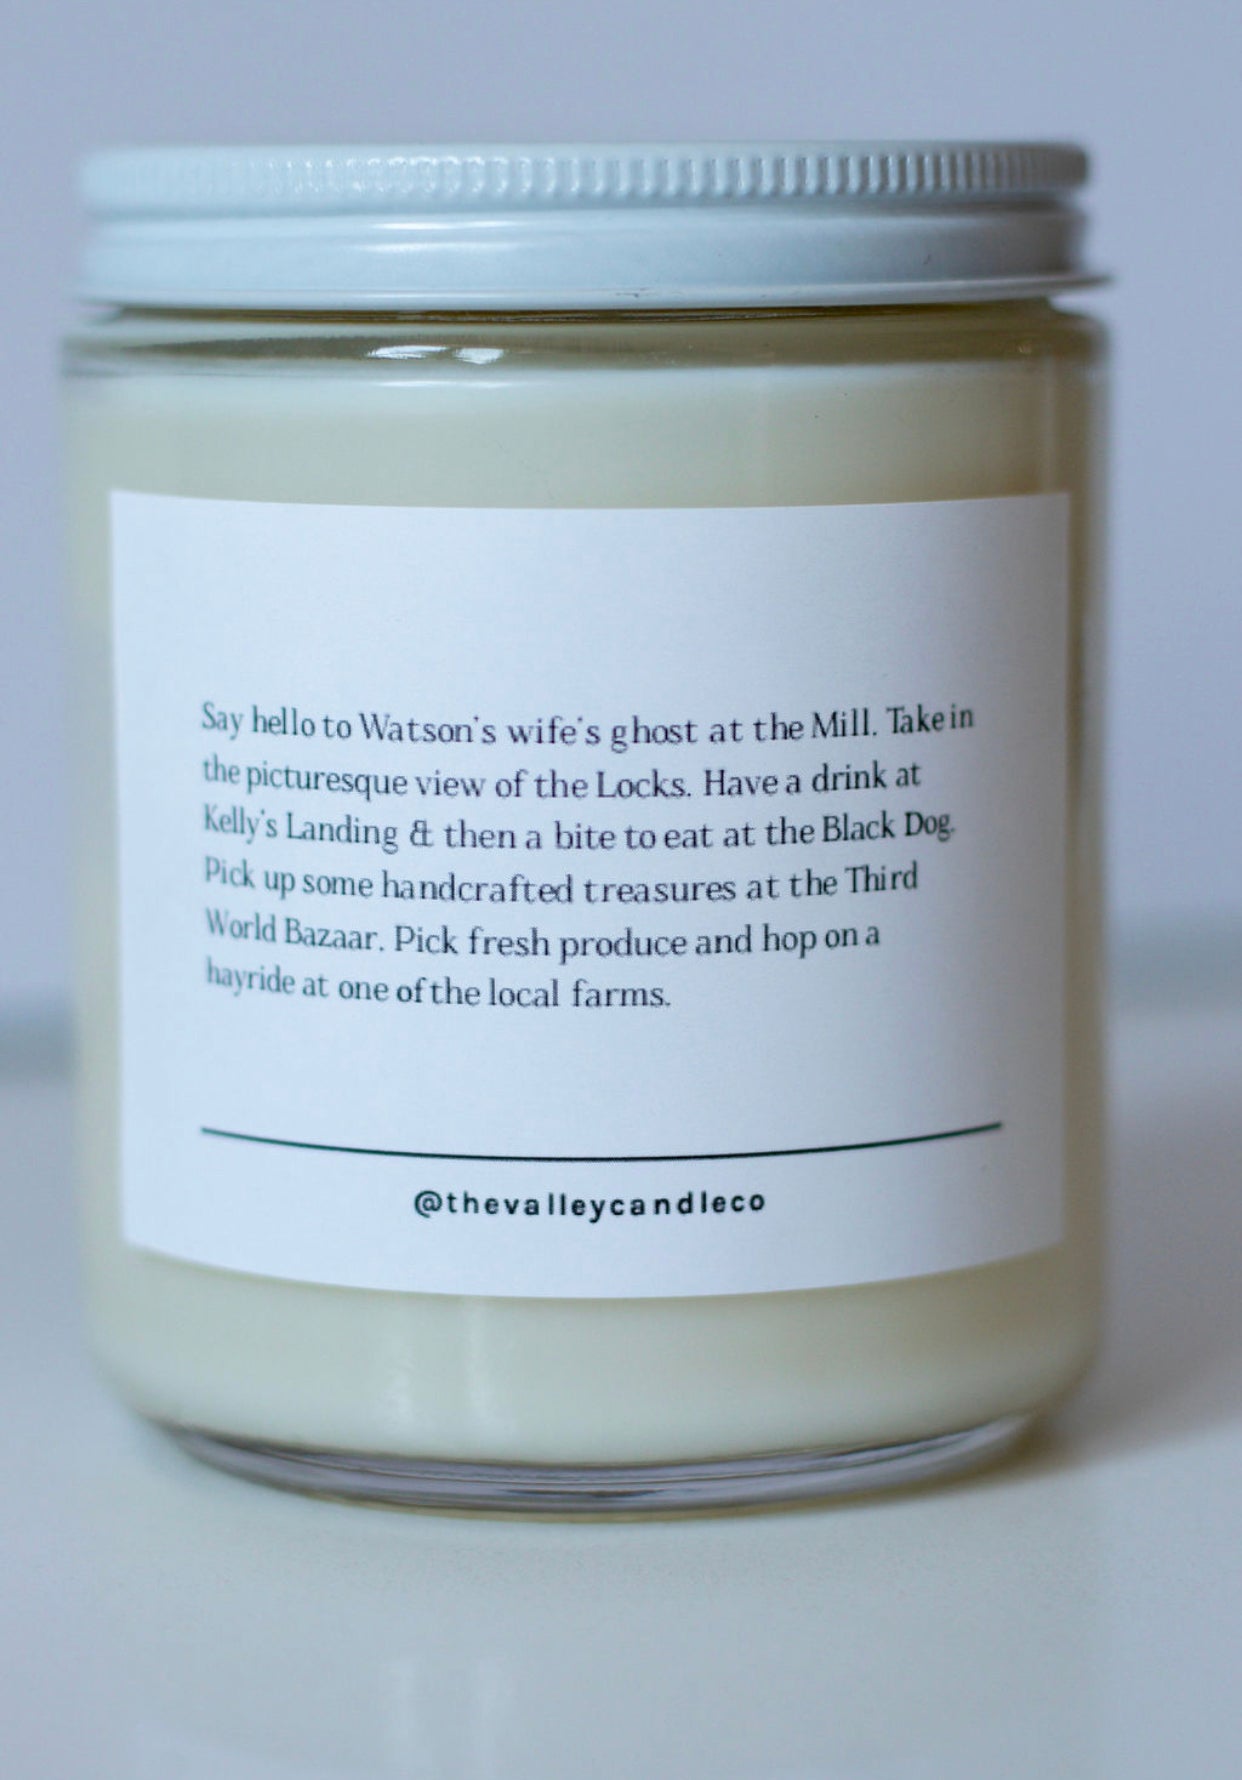 Say hello to Watson's wife's ghost at the Mill. Take in
the picturesque view of the Locks. Have a drink at
Kelly's Landing & then a bite to eat at the Black Dog.
Pick up some handcrafted treasures at the Third
World Bazaar. Pick fresh produce and hop on a
hayride at one of the local farms.
@thevalleycandleco